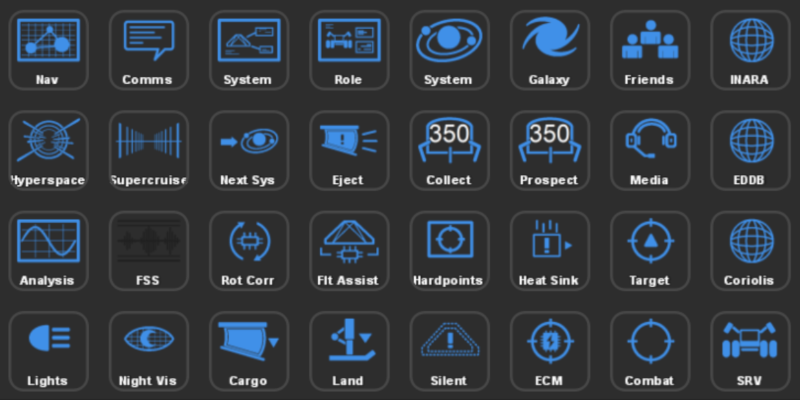 Nav Comms System Role System Galaxy Friends INARA
350 350
Hyperspace Supercruise Next Sys Eject Collect Prospect Media EDDB
Analysis FSS Rot Corr Flt Assist Hardpoints Heat Sink Target Coriolis
Lights Night Vis Cargo Land Silent ECM Combat SRV